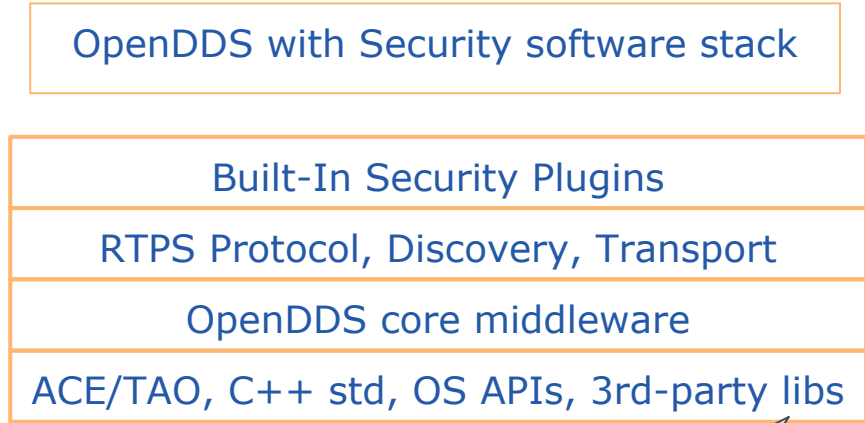 OpenDDS with Security software stack
Built-In Security Plugins
RTPS Protocol, Discovery, Transport
OpenDDS core middleware
ACE/TAO, C++ std, OS APIs, 3rd-party libs